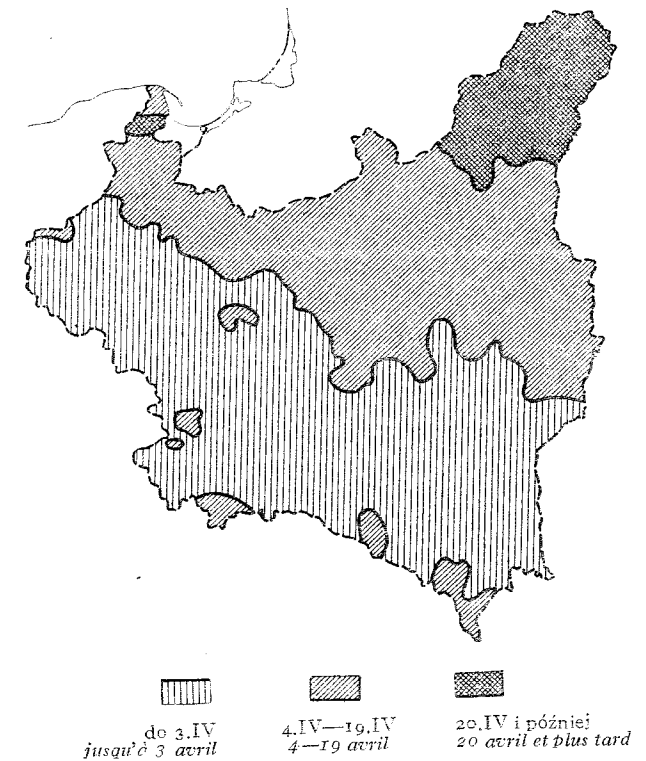 do 3.IV
jusqu'à 3 avril
4.IV—19.IV
4—19 avril
20.IV i później
20 avril et plus tard